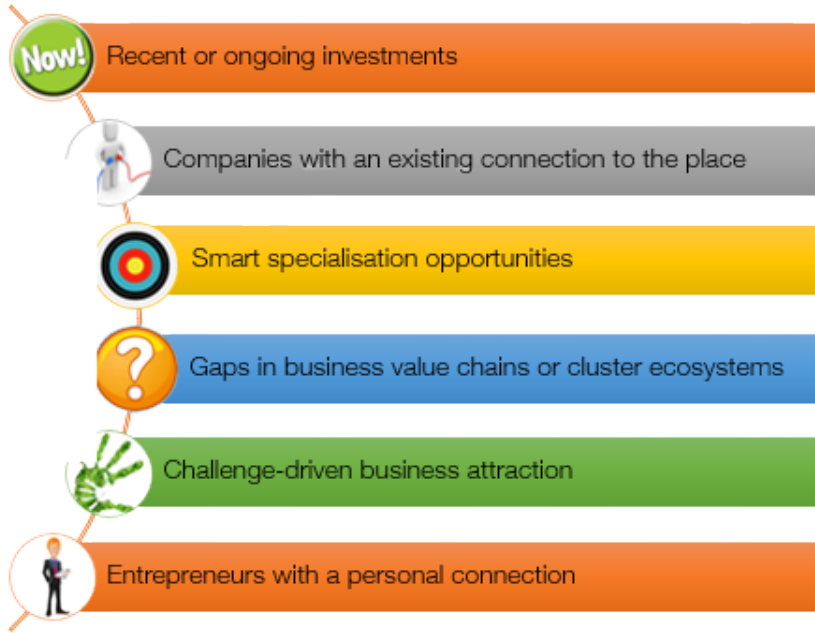 Now!
Recent or ongoing investments
Companies with an existing connection to the place
Smart specialisation opportunities
?
Gaps in business value chains or cluster ecosystems
Challenge-driven business attraction
Entrepreneurs with a personal connection